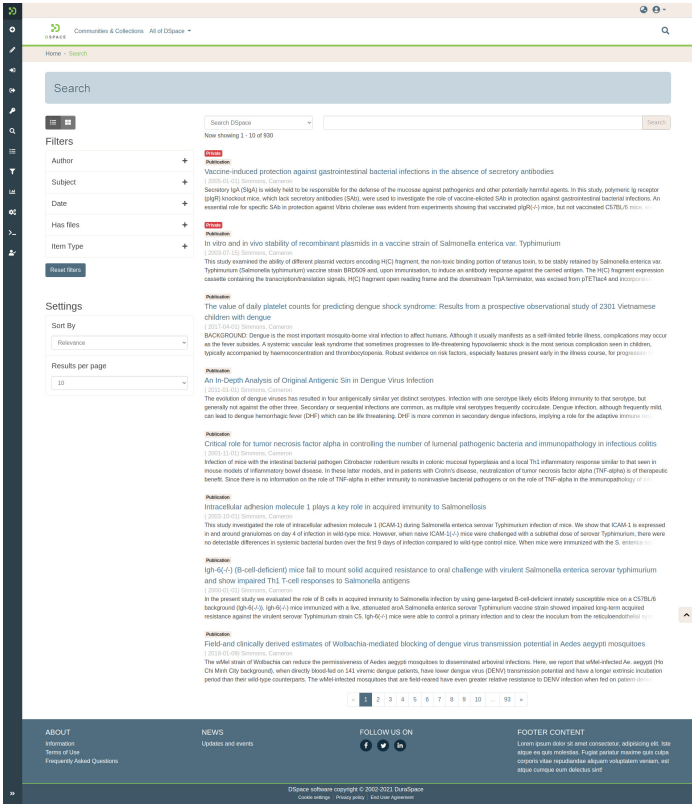 DSPACE
Communities & Collections All of DSpace
Home • Search
Search
Filters
Author
Subject
Date
Has files
Item Type
Reset filters
Settings
Sort By
Relevance
Results per page
10
Search DSpace
Search
Now showing 1 - 10 of 930
Private
Publication
Vaccine-induced protection against gastrointestinal bacterial infections in the absence of secretory antibodies
( 2005-01-01) Simmons, Cameron
Secretory IgA (SIgA) is widely held to be responsible for the defense of the mucosae against pathogens and other potentially harmful agents. In this study, polymeric Ig receptor
(pIgR) knockout mice, which lack secretory antibodies (SAb), were used to investigate the role of vaccine-elicited SAb in protection against gastrointestinal bacterial infections. An
essential role for specific SAb in protection against Vibrio cholerae was evident from experiments showing that vaccinated pIgR(-/-) mice, but not vaccinated C57BL/6 mice,
Private
Publication
In vitro and in vivo stability of recombinant plasmids in a vaccine strain of Salmonella enterica var. Typhimurium
( 2003-07-15) Simmons, Cameron
This study examined the ability of different plasmid vectors encoding H(C) fragment, the non-toxic binding portion of tetanus toxin, to be stably retained by Salmonella enterica var.
Typhimurium (Salmonella typhimurium) vaccine strain BRD509 and, upon immunisation, to induce an antibody response against the carried antigen. The H(C) fragment expression
cassette containing the transcription/translation signals, H(C) fragment open reading frame and the downstream TrpA terminator, was excised from pTETtac4 and incorporated
Publication
The value of daily platelet counts for predicting dengue shock syndrome: Results from a prospective observational study of 2301 Vietnamese
children with dengue
( 2017-04-01) Simmons, Cameron
BACKGROUND: Dengue is the most important mosquito-borne viral infection to affect humans. Although it usually manifests as a self-limited febrile illness, complications may occur
as the fever subsides. A systemic vascular leak syndrome that sometimes progresses to life-threatening hypovolaemic shock is the most serious complication seen in children,
typically accompanied by haemoconcentration and thrombocytopenia. Robust evidence on risk factors, especially features present early in the illness course, for progression
Publication
An In-Depth Analysis of Original Antigenic Sin in Dengue Virus Infection
( 2011-01-01) Simmons, Cameron
The evolution of dengue viruses has resulted in four antigenically similar yet distinct serotypes. Infection with one serotype likely elicits lifelong immunity to that serotype, but
generally not against the other three. Secondary or sequential infections are common, as multiple viral serotypes frequently cocirculate. Dengue infection, although frequently mild,
can lead to dengue hemorrhagic fever (DHF) which can be life threatening. DHF is more common in secondary dengue infections, implying a role for the adaptive immune
Publication
Critical role for tumor necrosis factor alpha in controlling the number of lumenal pathogenic bacteria and immunopathology in infectious colitis
( 2001-11-01) Simmons, Cameron
Infection of mice with the intestinal bacterial pathogen Citrobacter rodentium results in colonic mucosal hyperplasia and a local Th1 inflammatory response similar to that seen in
mouse models of inflammatory bowel disease. In these latter models, and in patients with Crohn's disease, neutralization of tumor necrosis factor alpha (TNF-alpha) is of therapeutic
benefit. Since there is no information on the role of TNF-alpha in either immunity to noninvasive bacterial pathogens or on the role of TNF-alpha in the immunopathology of
Publication
Intracellular adhesion molecule 1 plays a key role in acquired immunity to Salmonellosis
( 2003-10-01) Simmons, Cameron
This study investigated the role of intracellular adhesion molecule 1 (ICAM-1) during Salmonella enterica serovar Typhimurium infection of mice. We show that ICAM-1 is expressed
in and around granulomas on day 4 of infection in wild-type mice. However, when naive ICAM-1(-/-) mice were challenged with a sublethal dose of serovar Typhimurium, there were
no detectable differences in systemic bacterial burden over the first 9 days of infection compared to wild-type control mice. When mice were immunized with the S. enterica
Publication
Igh-6(-/-) (B-cell-deficient) mice fail to mount solid acquired resistance to oral challenge with virulent Salmonella enterica serovar typhimurium
and show impaired Th1 T-cell responses to Salmonella antigens
( 2000-01-01) Simmons, Cameron
In the present study we evaluated the role of B cells in acquired immunity to Salmonella infection by using gene-targeted B-cell-deficient innately susceptible mice on a C57BL/6
background (Igh-6(-/-)). Igh-6(-/-) mice immunized with a live, attenuated aroA Salmonella enterica serovar Typhimurium vaccine strain showed impaired long-term acquired
resistance against the virulent serovar Typhimurium strain C5. Igh-6(-/-) mice were able to control a primary infection and to clear the inoculum from the reticuloendothelial
Publication
Field-and clinically derived estimates of Wolbachia-mediated blocking of dengue virus transmission potential in Aedes aegypti mosquitoes
( 2018-01-09) Simmons, Cameron
The wMel strain of Wolbachia can reduce the permissiveness of Aedes aegypti mosquitoes to disseminated arboviral infections. Here, we report that wMel-infected Ae. aegypti (Ho
Chi Minh City background), when directly blood-fed on 141 viremic dengue patients, have lower dengue virus (DENV) transmission potential and have a longer extrinsic incubation
period than their wild-type counterparts. The wMel-infected mosquitoes that are field-reared have even greater relative resistance to DENV infection when fed on
« 1 2 3 4 5 6 7 8 9 10 ... 93 »
ABOUT
Information
Terms of Use
Frequently Asked Questions
NEWS
Updates and events
FOLLOW US ON
FOOTER CONTENT
Lorem ipsum dolor sit amet consectetur, adipisicing elit. Iste
atque ea quis molestias. Fugiat pariatur maxime quis culpa
corporis vitae repudiandae aliquam voluptatem veniam, est
atque cumque eum delectus sint!
DSpace software copyright © 2002-2021 DuraSpace
Cookie settings Privacy policy End User Agreement